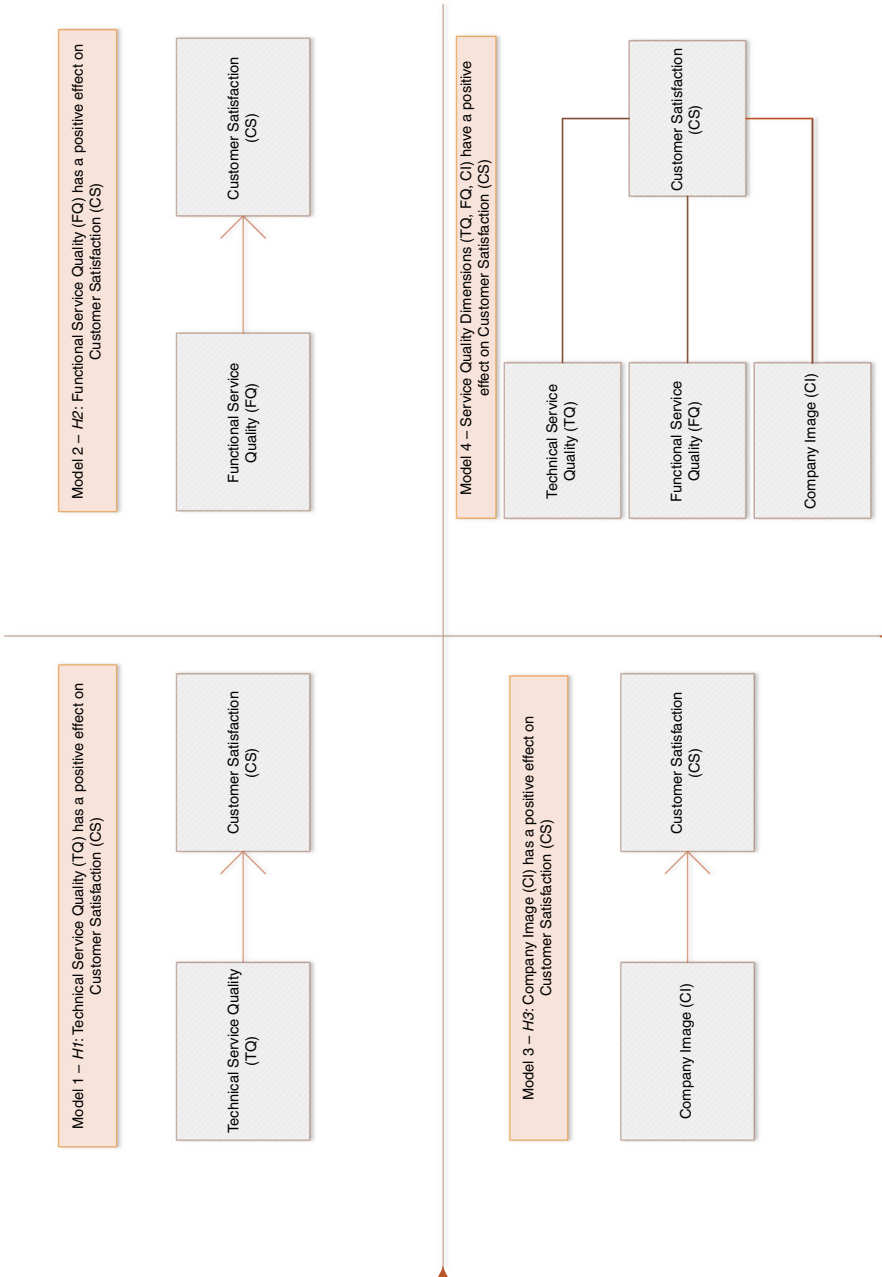 Model 1 – H1: Technical Service Quality (TQ) has a positive effect on
Customer Satisfaction (CS)
Technical Service Quality
(TQ)
Customer Satisfaction
(CS)
Model 2 – H2: Functional Service Quality (FQ) has a positive effect on
Customer Satisfaction (CS)
Functional Service
Quality (FQ)
Customer Satisfaction
(CS)
Model 3 – H3: Company Image (CI) has a positive effect on
Customer Satisfaction (CS)
Company Image (CI)
Customer Satisfaction
(CS)
Model 4 – Service Quality Dimensions (TQ, FQ, CI) have a positive
effect on Customer Satisfaction (CS)
Technical Service
Quality (TQ)
Functional Service
Quality (FQ)
Company Image (CI)
Customer Satisfaction
(CS)